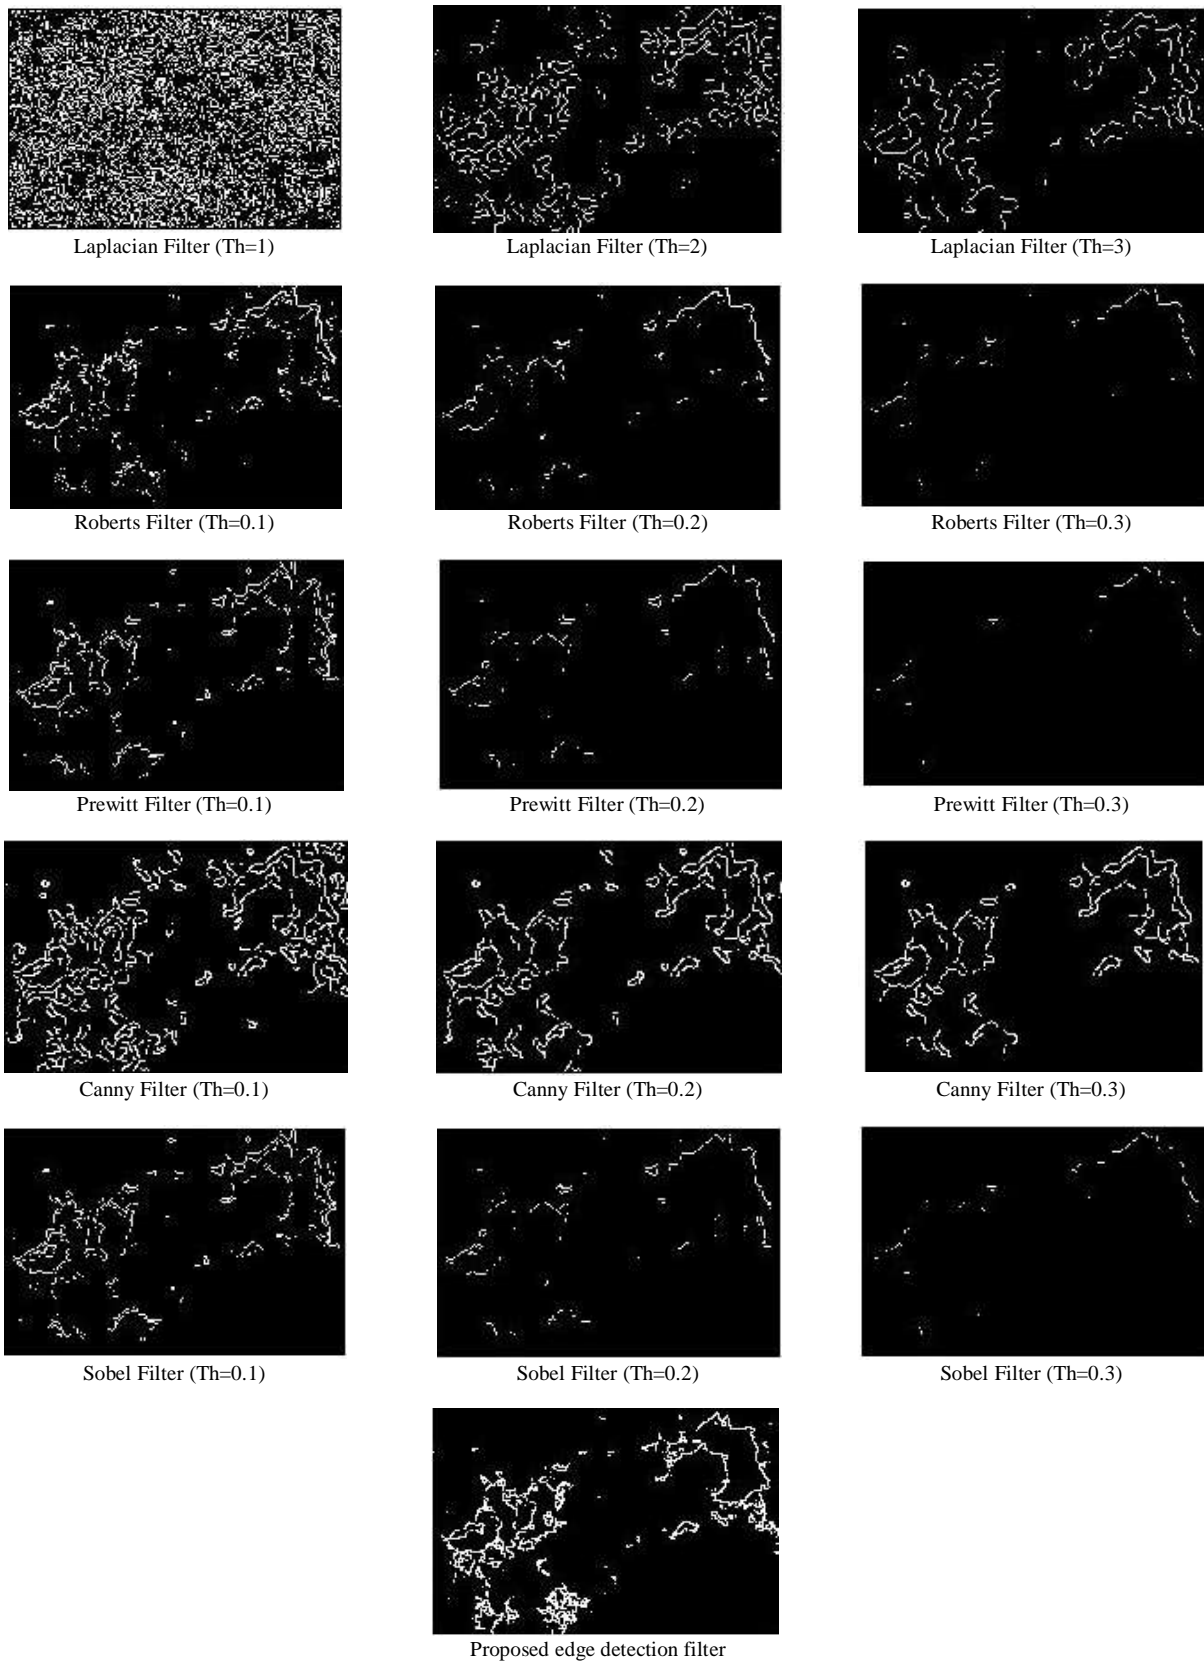 Laplacian Filter (Th=1)
Laplacian Filter (Th=2)
Laplacian Filter (Th=3)
Roberts Filter (Th=0.1)
Roberts Filter (Th=0.2)
Roberts Filter (Th=0.3)
Prewitt Filter (Th=0.1)
Prewitt Filter (Th=0.2)
Prewitt Filter (Th=0.3)
Canny Filter (Th=0.1)
Canny Filter (Th=0.2)
Canny Filter (Th=0.3)
Sobel Filter (Th=0.1)
Sobel Filter (Th=0.2)
Sobel Filter (Th=0.3)
Proposed edge detection filter